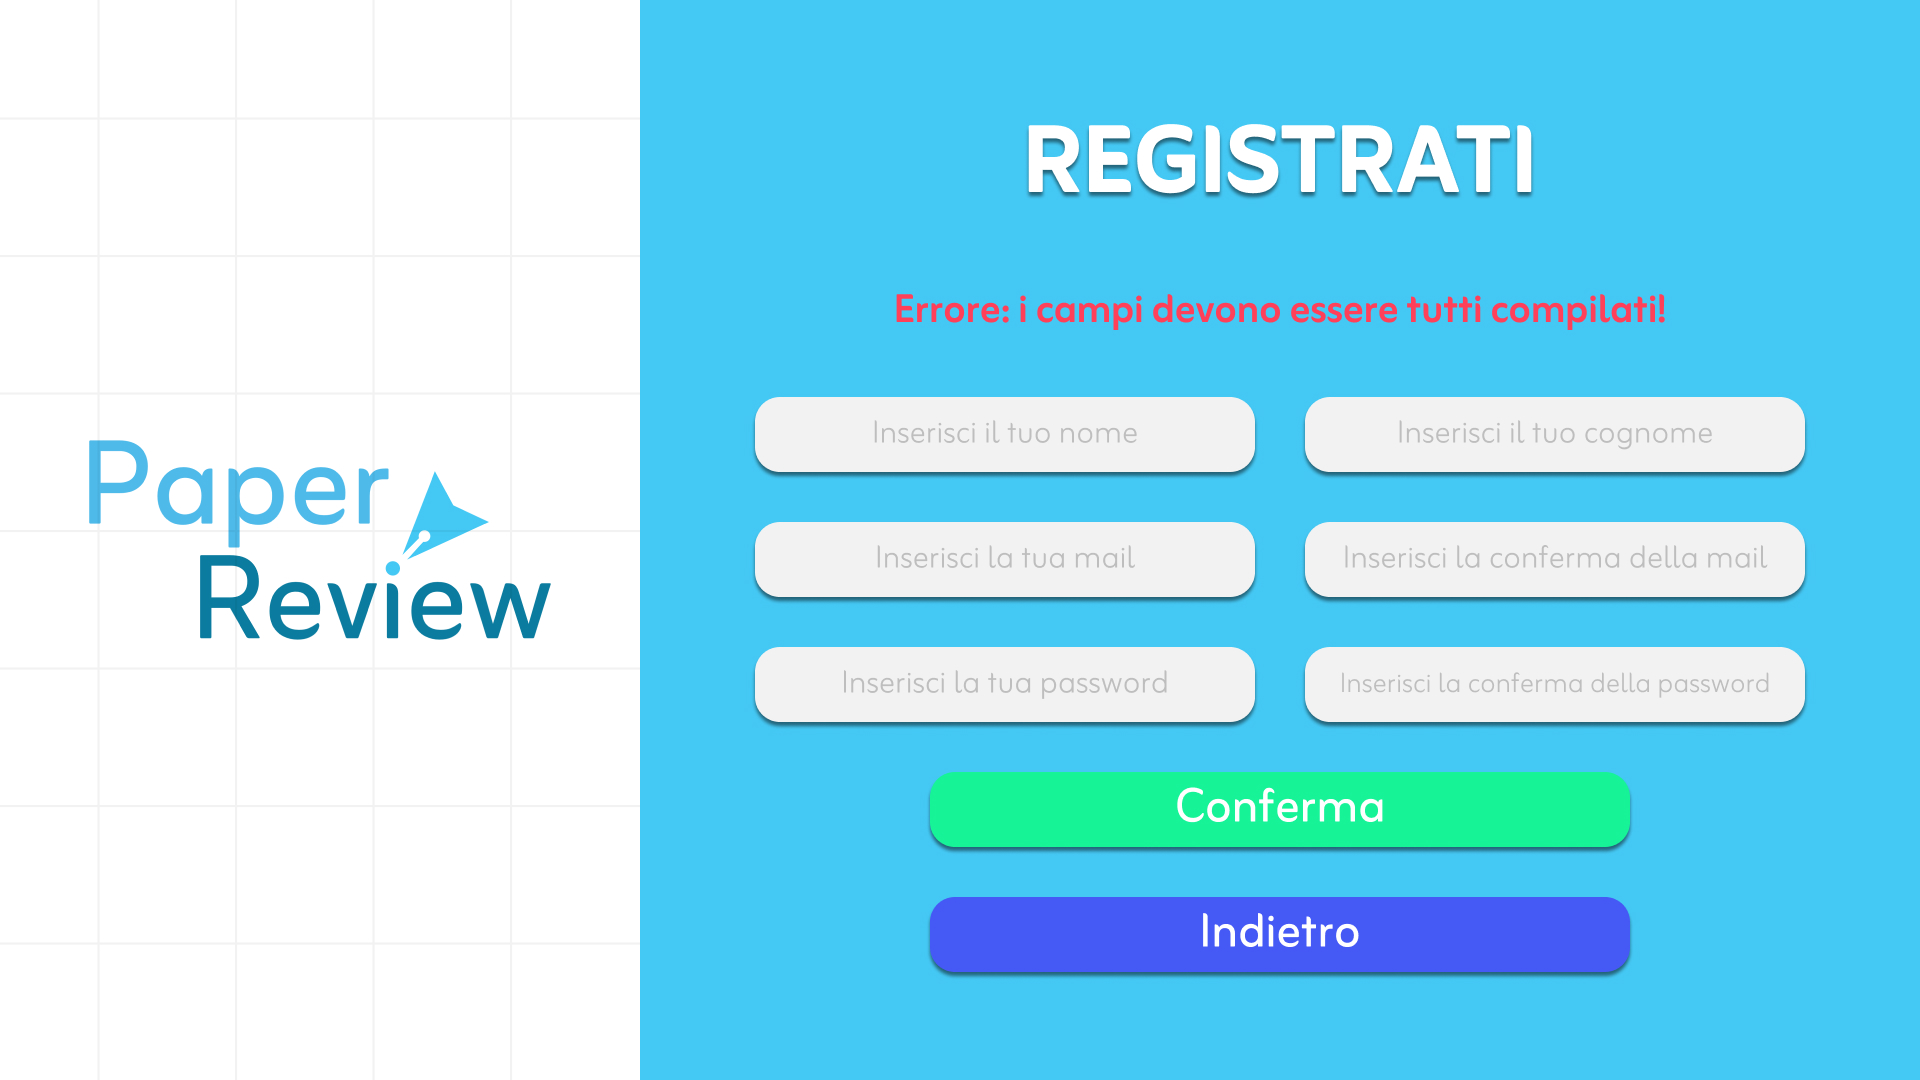 Paper
Review
REGISTRATI
Errore: i campi devono essere tutti compilati!
Inserisci il tuo nome
Inserisci il tuo cognome
Inserisci la tua mail
Inserisci la conferma della mail
Inserisci la tua password
Inserisci la conferma della password
Conferma
Indietro